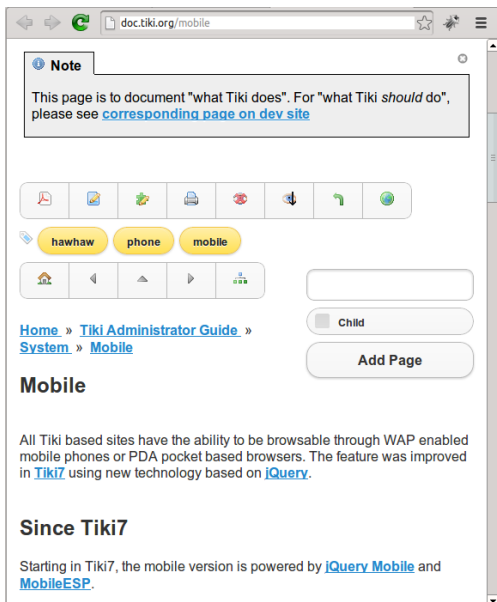 doc.tiki.org/mobile
Note
This page is to document "what Tiki does". For "what Tiki should do",
please see corresponding page on dev site
hawhaw phone mobile
Child
Add Page
Home » Tiki Administrator Guide »
System » Mobile
Mobile
All Tiki based sites have the ability to be browsable through WAP enabled
mobile phones or PDA pocket based browsers. The feature was improved
in Tiki7 using new technology based on jQuery.
Since Tiki7
Starting in Tiki7, the mobile version is powered by jQuery Mobile and
MobileESP.